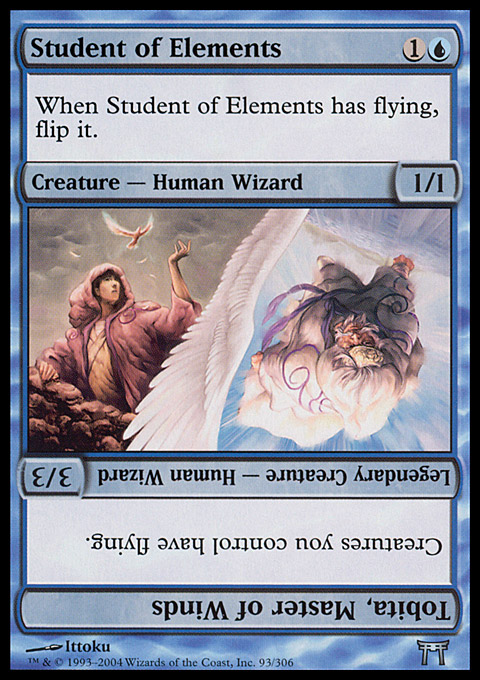 Student of Elements 1
When Student of Elements has flying,
flip it.
Creature — Human Wizard 1/1
Tobita, Master of Winds
Creatures you control have flying.
Legendary Creature — Human Wizard 3/3
Ittoku
™ & © 1993–2004 Wizards of the Coast, Inc. 93/306